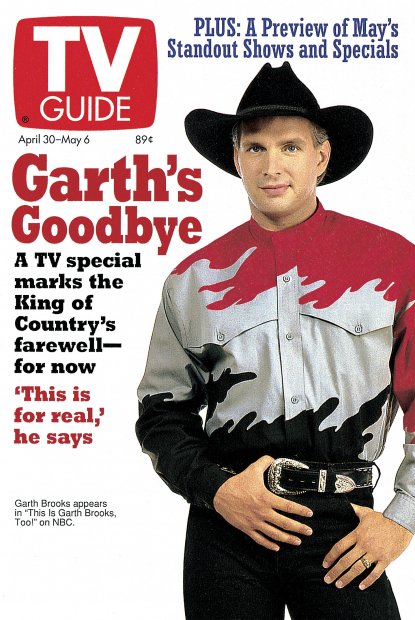 TV
GUIDE
®
April 30–May 6 89¢
PLUS: A Preview of May's
Standout Shows and Specials
Garth's
Goodbye
A TV special
marks the
King of
Country's
farewell—
for now
‘This is
for real,’
he says
Garth Brooks appears
in “This Is Garth Brooks,
Too!” on NBC.